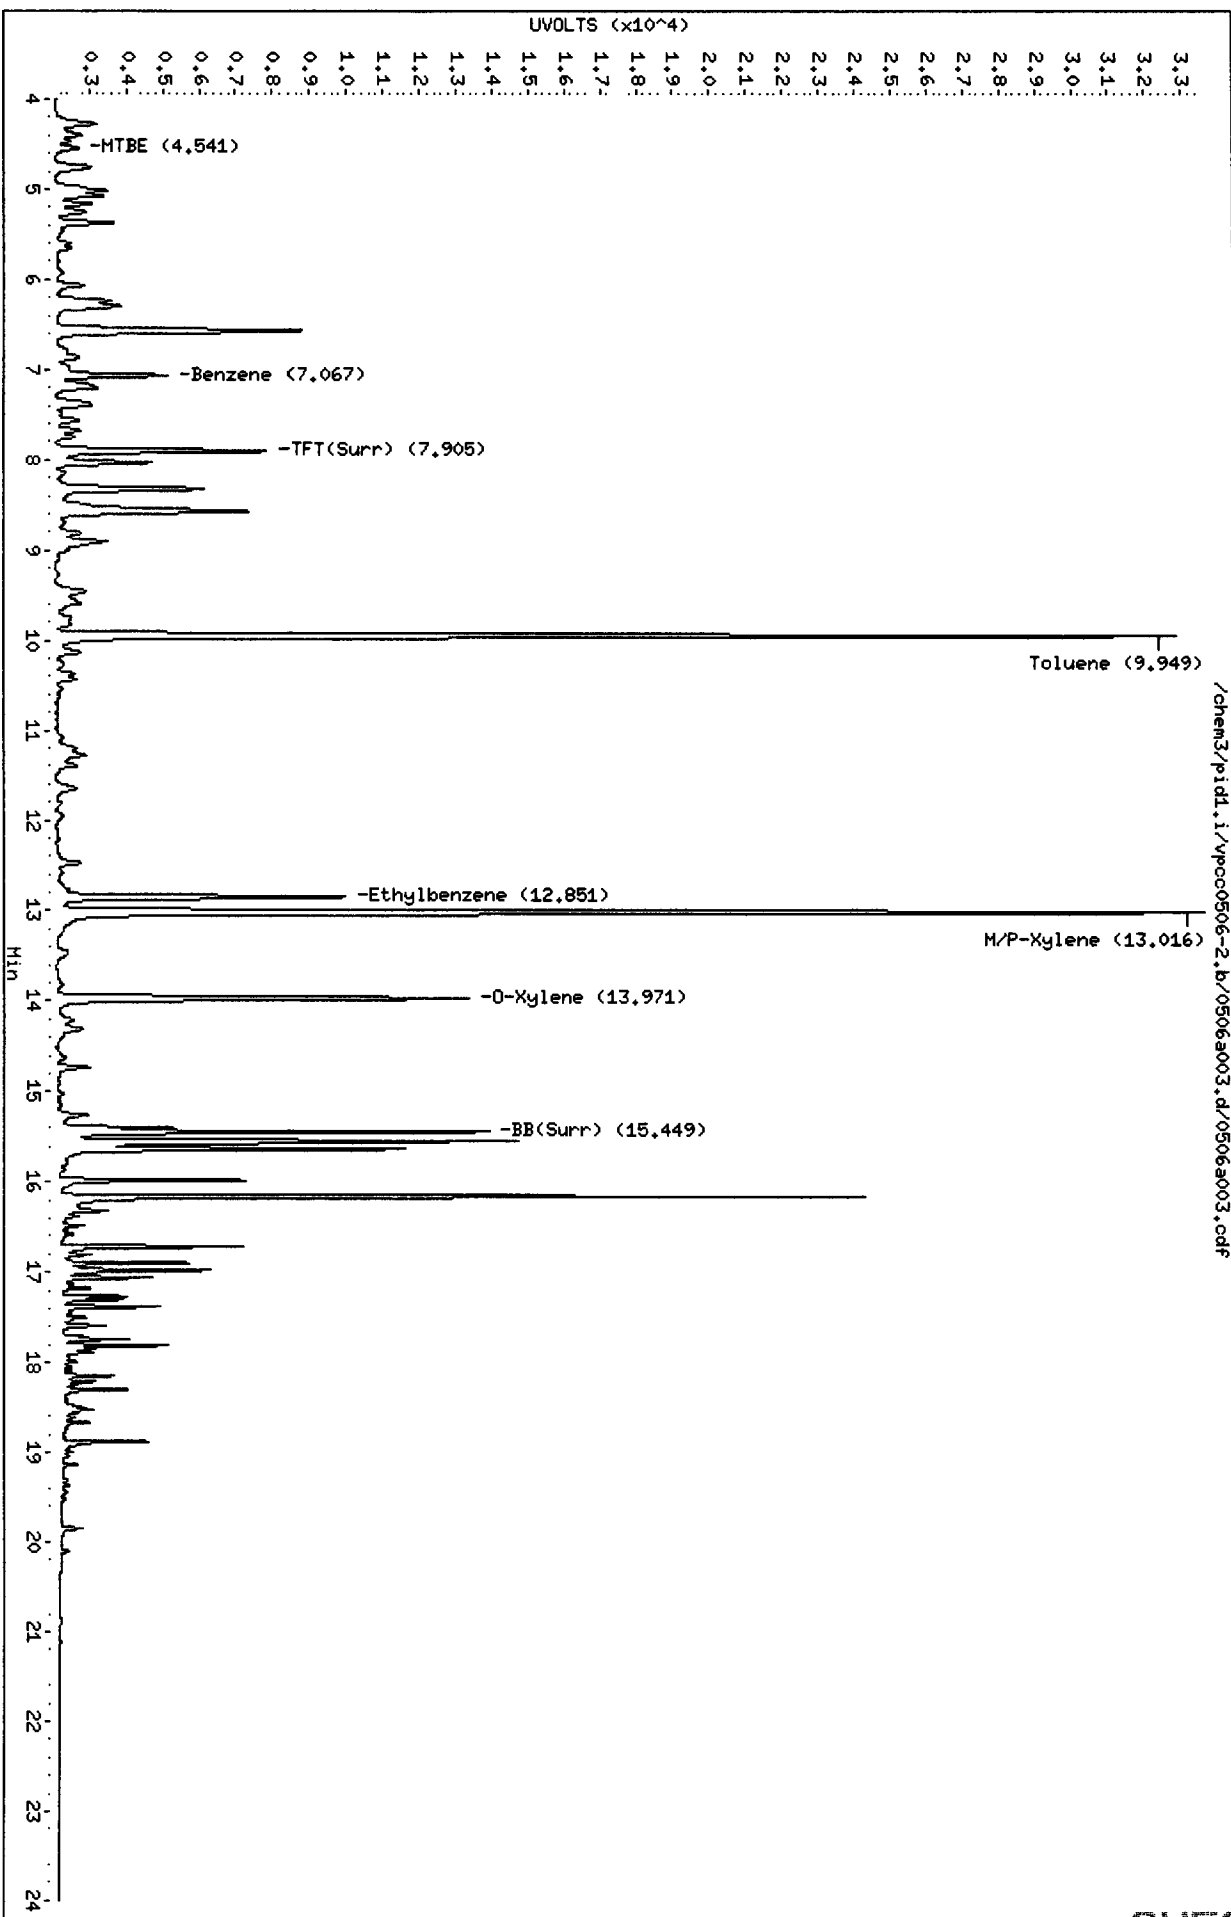 /chem3/pid1.i/vpcc0506-2.b/0506a003.d/0506a003.cdf
UVOLTS (x10^4)
3.3
3.2
3.1
3.0
2.9
2.8
2.7
2.6
2.5
2.4
2.3
2.2
2.1
2.0
1.9
1.8
1.7
1.6
1.5
1.4
1.3
1.2
1.1
1.0
0.9
0.8
0.7
0.6
0.5
0.4
0.3
-MTBE (4.541)
-Benzene (7.067)
-TFT(Surr) (7.905)
Toluene (9.949)
-Ethylbenzene (12.851)
M/P-Xylene (13.016)
-O-Xylene (13.971)
-BB(Surr) (15.449)
4 5 6 7 8 9 10 11 12 13 14 15 16 17 18 19 20 21 22 23 24
Min